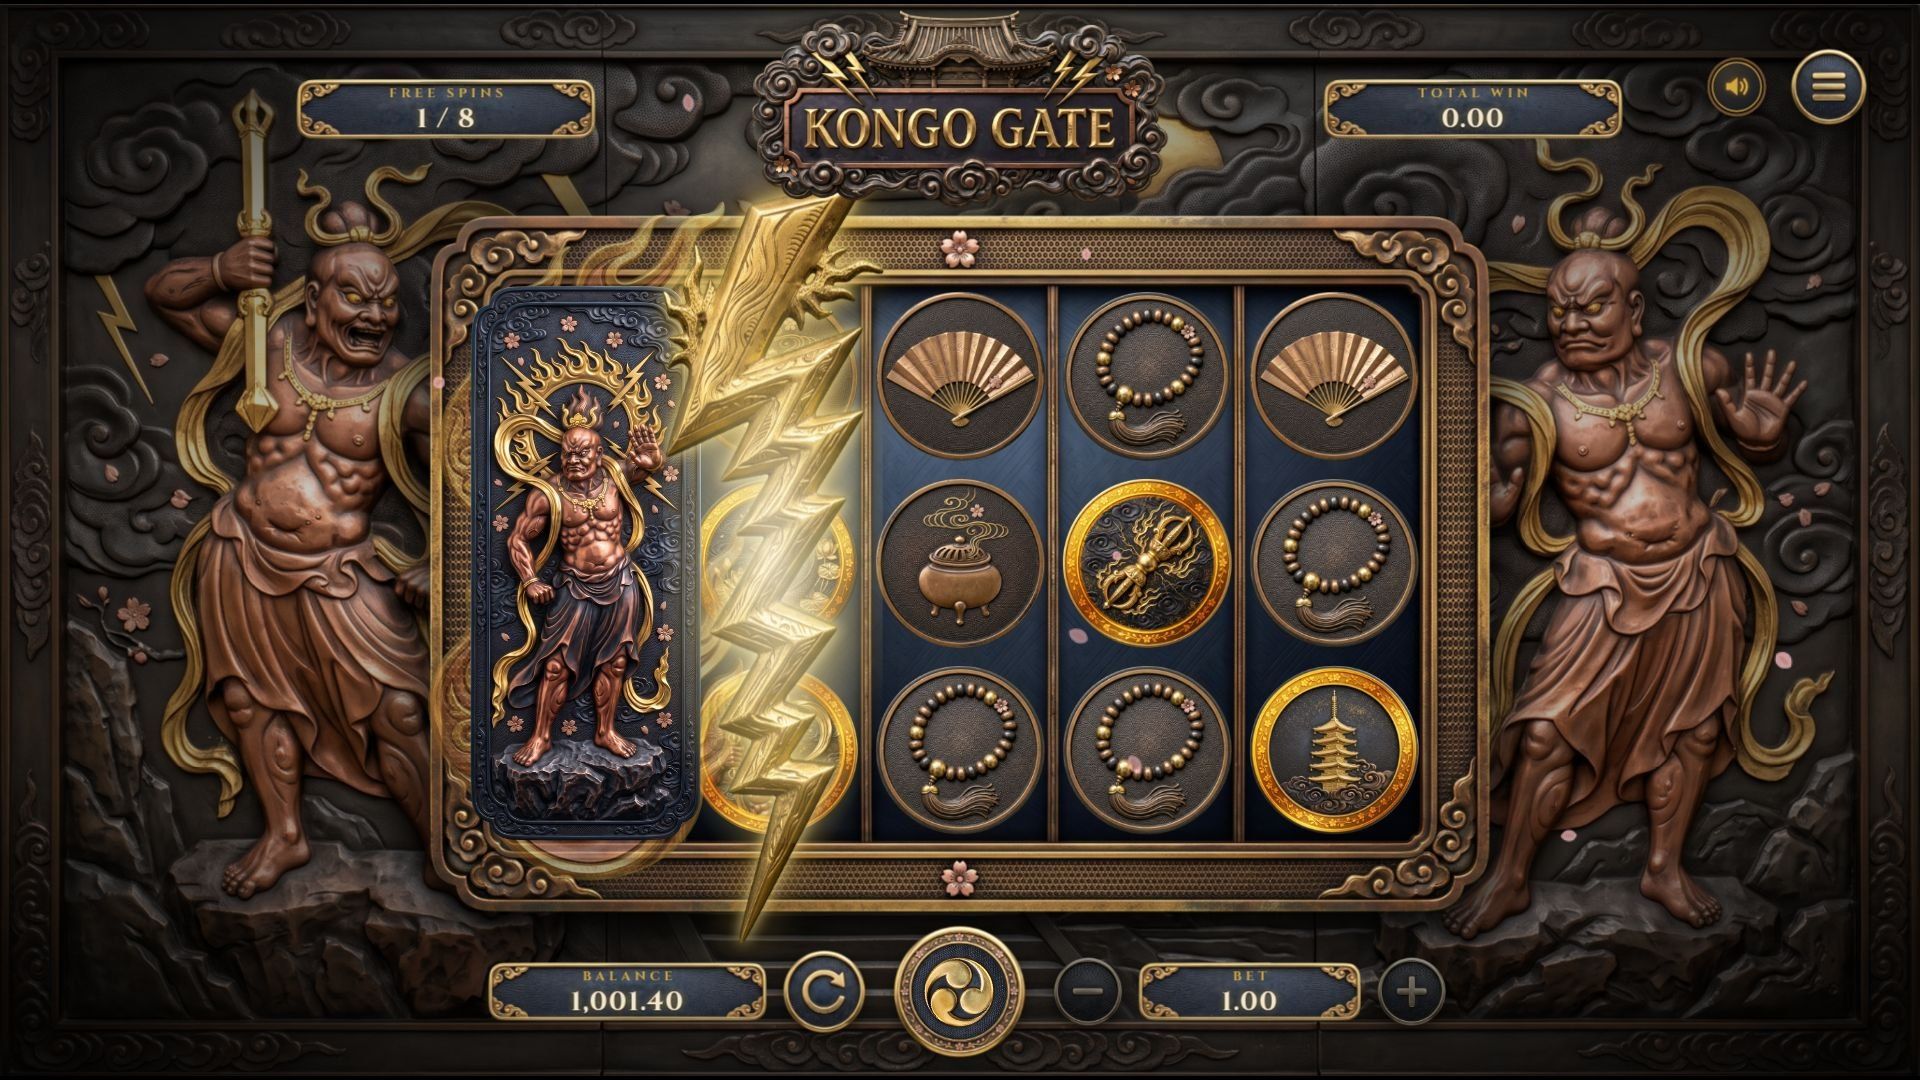 FREE SPINS
1 / 8
KONGO GATE
TOTAL WIN
0.00
BALANCE
1,001.40
BET
1.00